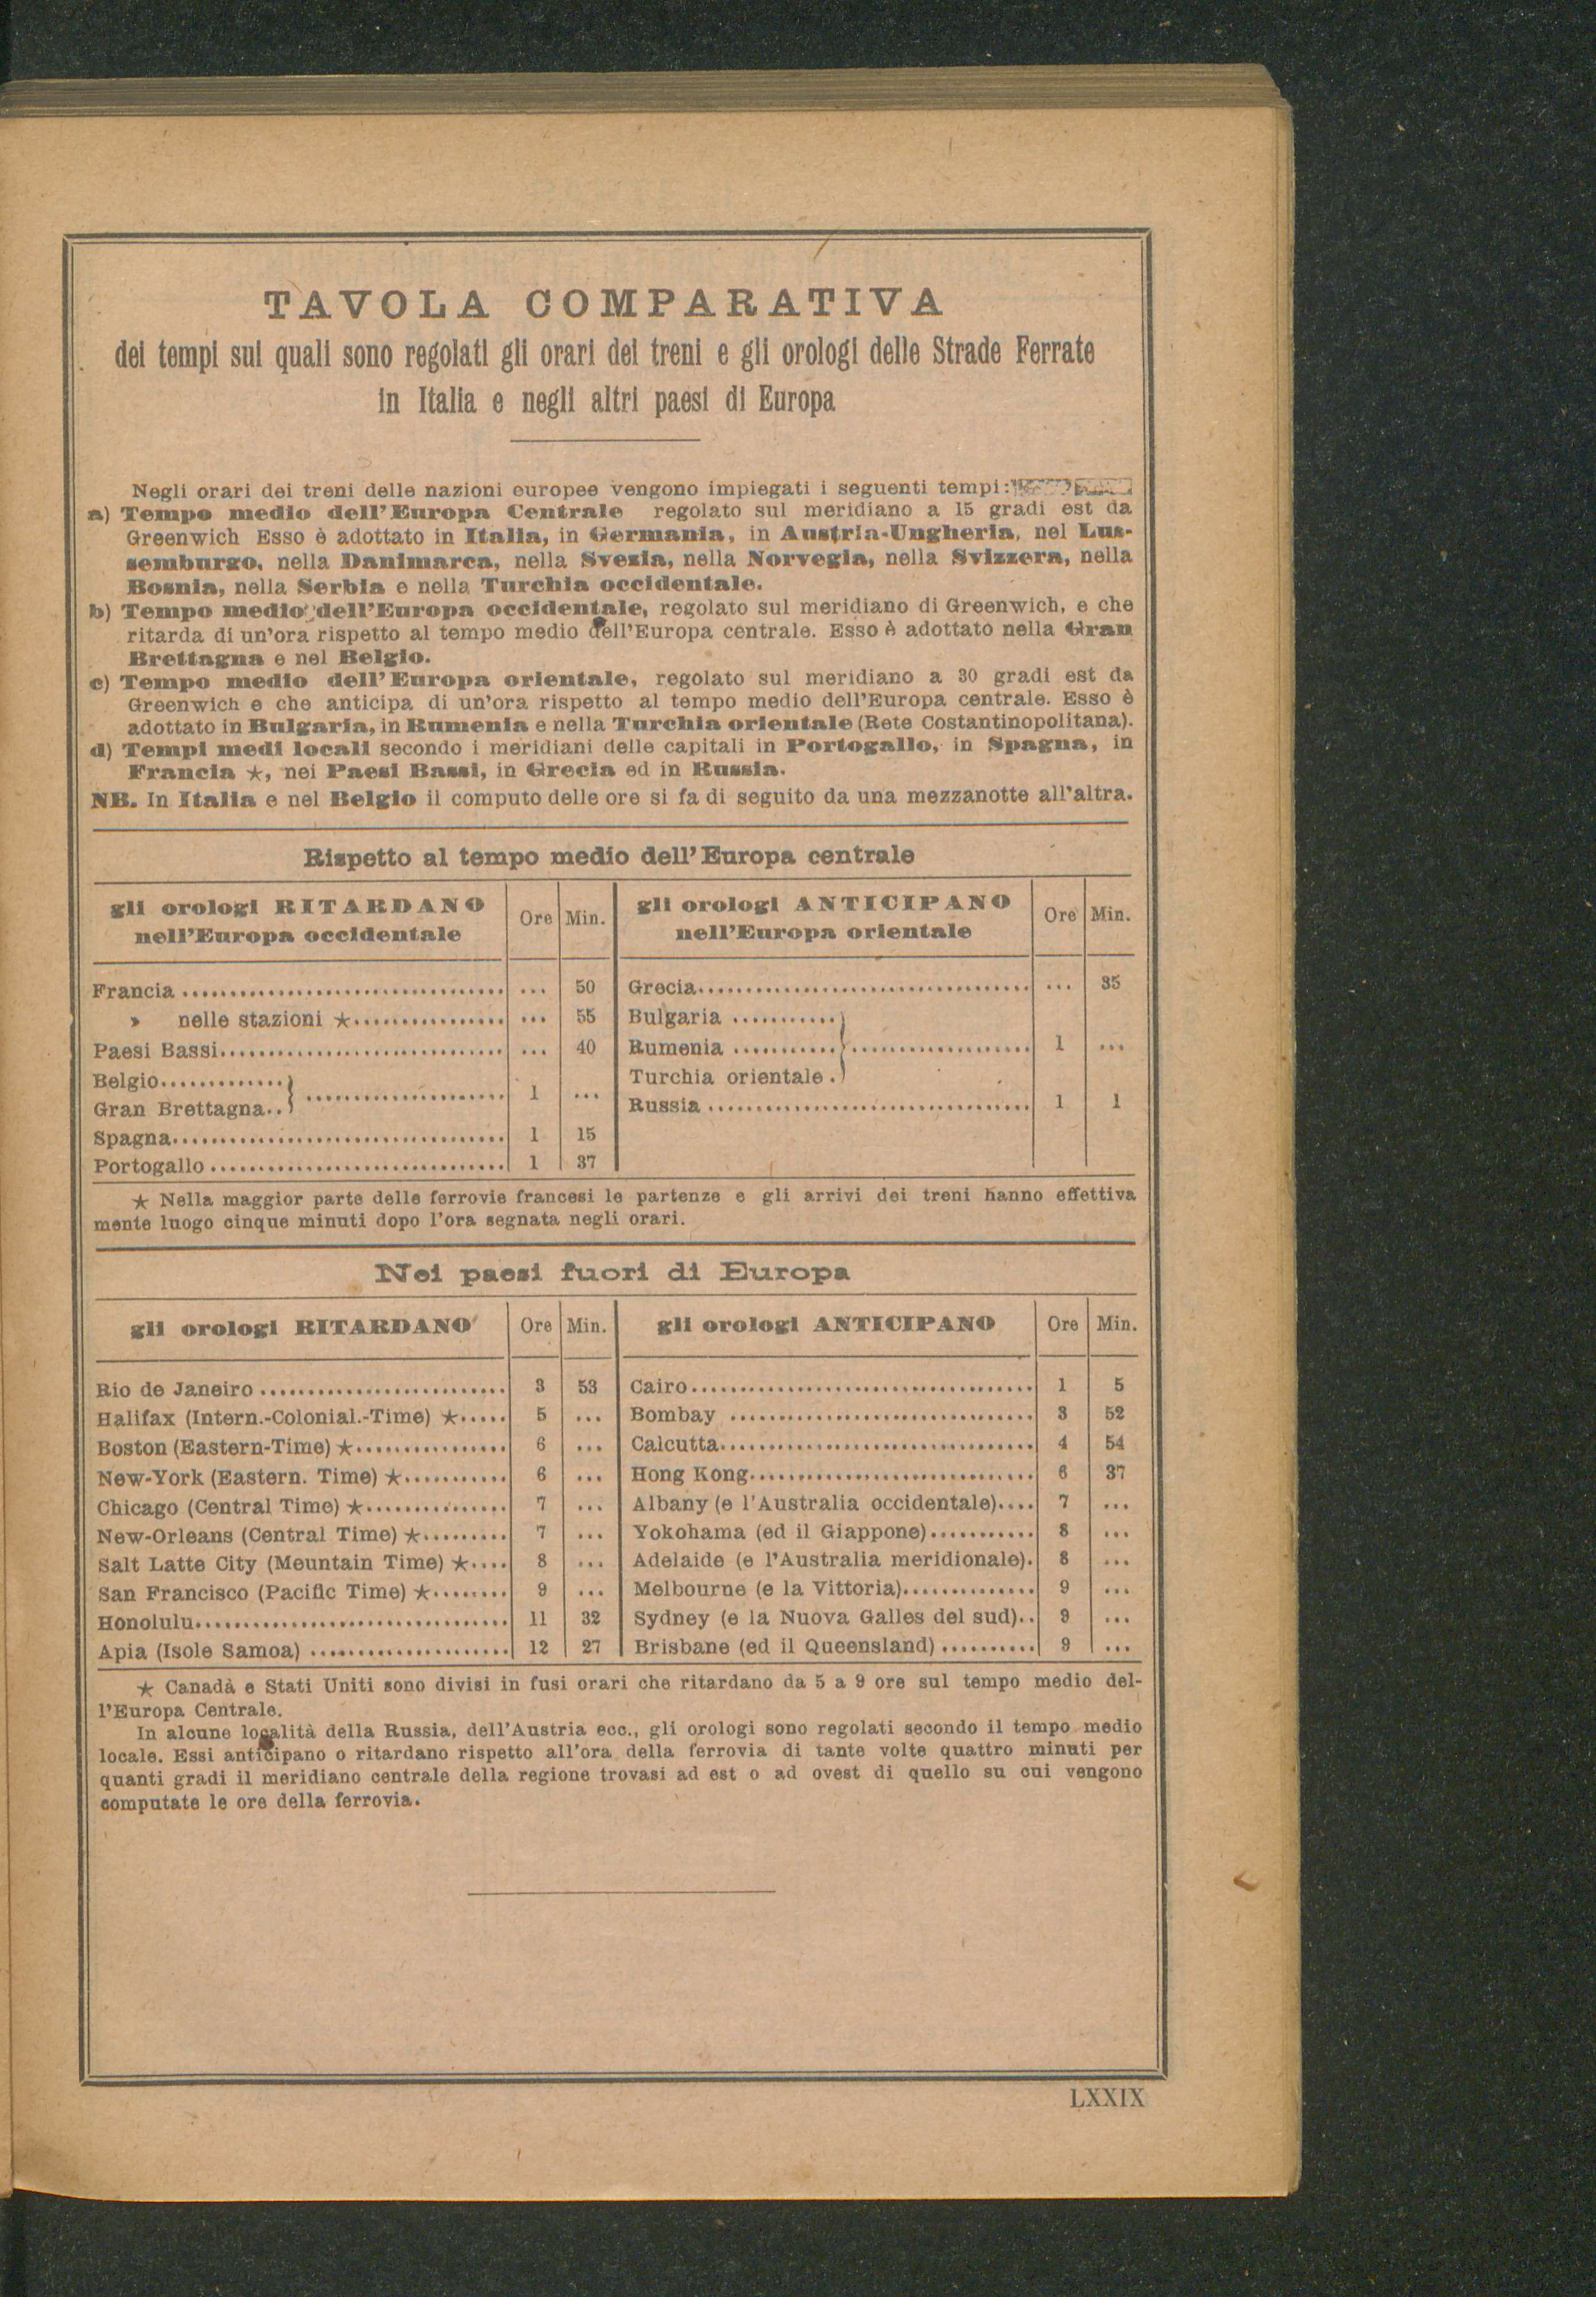 TAVOLA COMPARATIVA
dei tempi sui quali sono regolati gli orari dei treni e gli orologi delle Strade Ferrate
in Italia e negli altri paesi di Europa
Negli orari dei treni delle nazioni europee vengono impiegati i seguenti tempi:
a) Tempo medio dell'Europa Centrale regolato sul meridiano a 15 gradi est da
Greenwich Esso è adottato in Italia, in Germania, in Austria-Ungheria, nel Lus-
semburgo, nella Danimarca, nella Svezia, nella Norvegia, nella Svizzera, nella
Bosnia, nella Serbia e nella Turchia occidentale.
b) Tempo medio dell'Europa occidentale, regolato sul meridiano di Greenwich, e che
ritarda di un'ora rispetto al tempo medio dell'Europa centrale. Esso è adottato nella Gran
Brettagna e nel Belgio.
c) Tempo medio dell'Europa orientale, regolato sul meridiano a 30 gradi est da
Greenwich e che anticipa di un'ora rispetto al tempo medio dell'Europa centrale. Esso è
adottato in Bulgaria, in Rumenia e nella Turchia orientale (Rete Costantinopolitana).
d) Tempi medi locali secondo i meridiani delle capitali in Portogallo, in Spagna, in
Francia ★, nei Paesi Bassi, in Grecia ed in Russia.
NB. In Italia e nel Belgio il computo delle ore si fa di seguito da una mezzanotte all'altra.
Rispetto al tempo medio dell'Europa centrale
gli orologi RITARDANO Ore Min.
nell'Europa occidentale
Francia ... ... 50
» nelle stazioni ★... ... 55
Paesi Bassi... ... 40
Belgio...
Gran Brettagna.. } ... 1 ...
Spagna... 1 15
Portogallo ... 1 37
gli orologi ANTICIPANO Ore Min.
nell'Europa orientale
Grecia... ... 35
Bulgaria ...
Rumenia ... } ... 1 ...
Turchia orientale .
Russia ... 1 1
★ Nella maggior parte delle ferrovie francesi le partenze e gli arrivi dei treni hanno effettiva
mente luogo cinque minuti dopo l'ora segnata negli orari.
Nei paesi fuori di Europa
gli orologi RITARDANO Ore Min.
Rio de Janeiro ... 3 53
Halifax (Intern.-Colonial.-Time) ★... 5 ...
Boston (Eastern-Time) ★... 6 ...
New-York (Eastern. Time) ★... 6 ...
Chicago (Central Time) ★... 7 ...
New-Orleans (Central Time) ★... 7 ...
Salt Latte City (Meuntain Time) ★... 8 ...
San Francisco (Pacific Time) ★... 9 ...
Honolulu... 11 32
Apia (Isole Samoa) ... 12 27
gli orologi ANTICIPANO Ore Min.
Cairo... 1 5
Bombay ... 3 52
Calcutta... 4 54
Hong Kong... 6 37
Albany (e l'Australia occidentale)... 7 ...
Yokohama (ed il Giappone)... 8 ...
Adelaide (e l'Australia meridionale). 8 ...
Melbourne (e la Vittoria)... 9 ...
Sydney (e la Nuova Galles del sud).. 9 ...
Brisbane (ed il Queensland) ... 9 ...
★ Canadà e Stati Uniti sono divisi in fusi orari che ritardano da 5 a 9 ore sul tempo medio del-
l'Europa Centrale.
In alcune località della Russia, dell'Austria ecc., gli orologi sono regolati secondo il tempo medio
locale. Essi anticipano o ritardano rispetto all'ora della ferrovia di tante volte quattro minuti per
quanti gradi il meridiano centrale della regione trovasi ad est o ad ovest di quello su cui vengono
computate le ore della ferrovia.
LXXIX